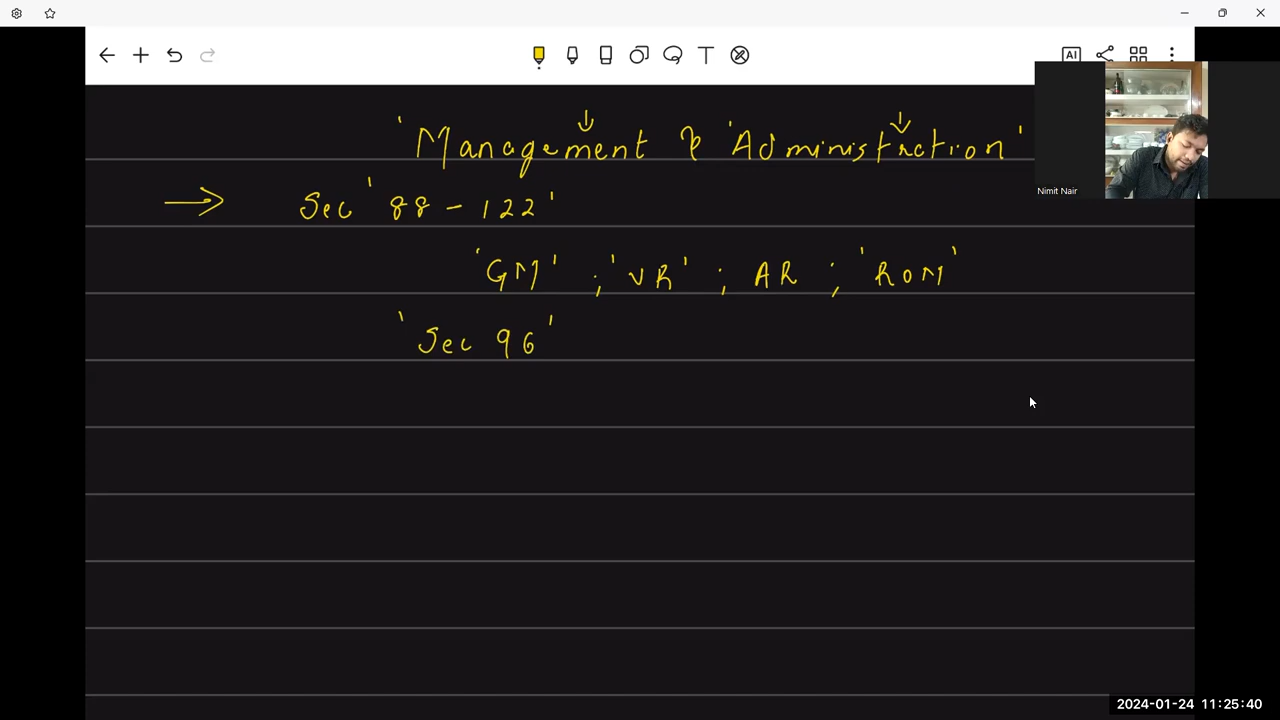 AI
'Management & 'Administration'
Nimit Nair
→ Sec '88 - 122'
'GM' ; 'VR' ; AR ; 'ROM'
'Sec 96'
2024-01-24 11:25:40